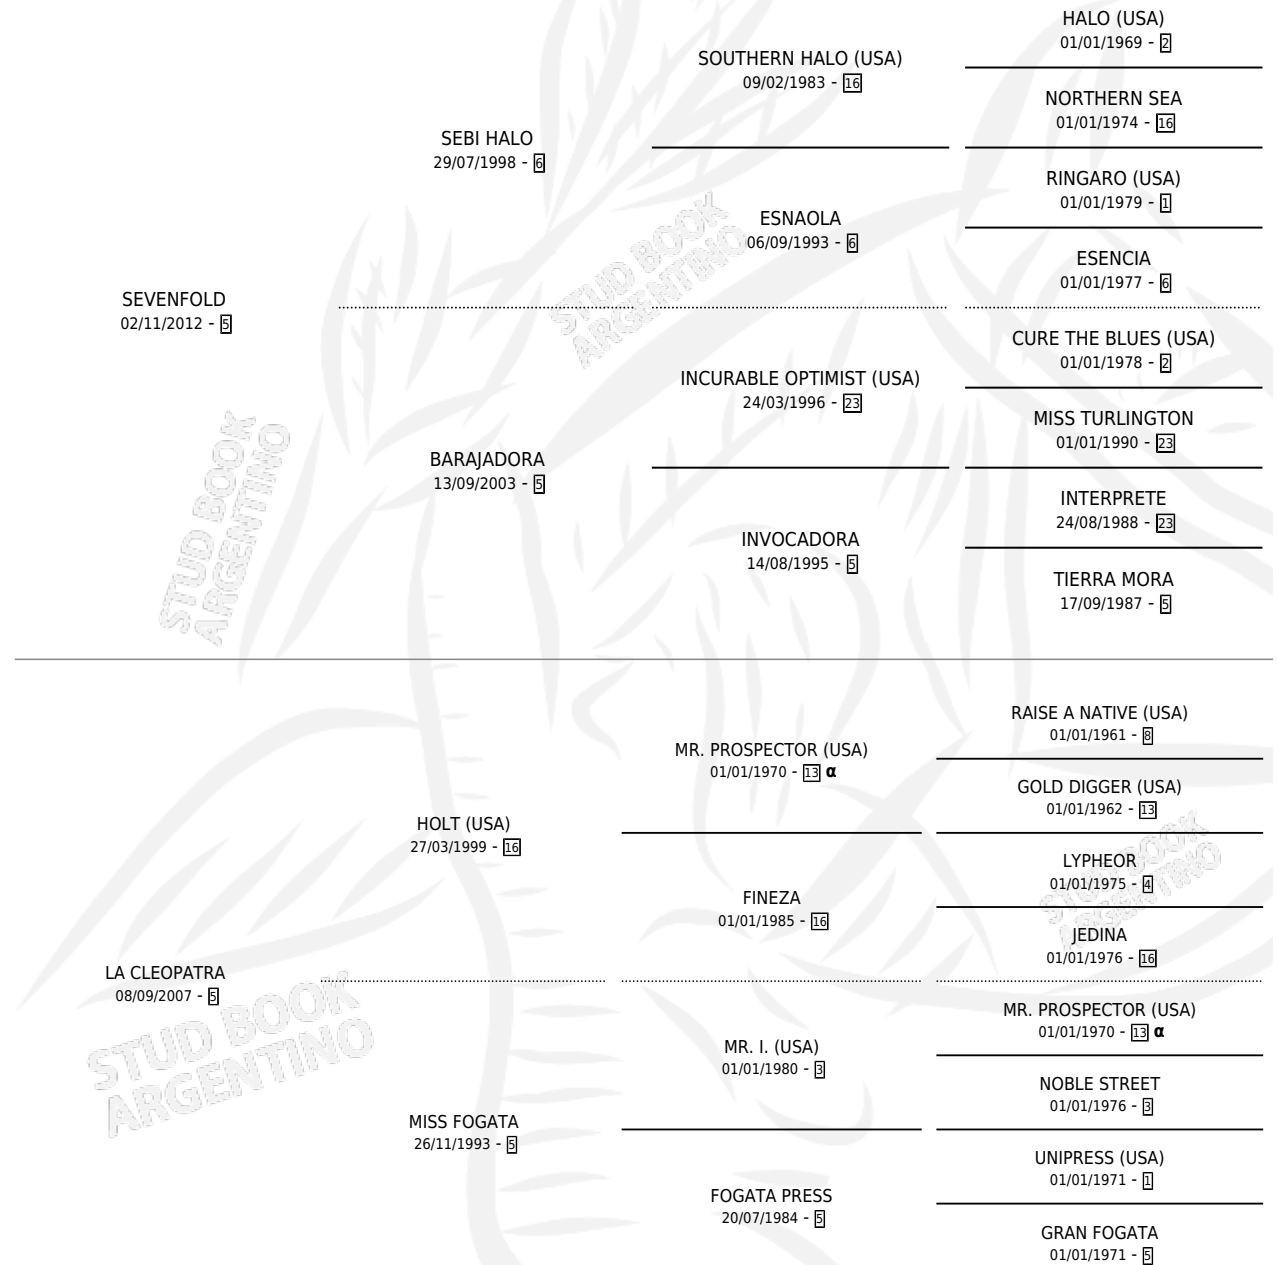 HALO (USA)
01/01/1969 - 2
SOUTHERN HALO (USA)
09/02/1983 - 16
NORTHERN SEA
01/01/1974 - 16
SEBI HALO
29/07/1998 - 6
RINGARO (USA)
01/01/1979 - 1
ESNAOLA
06/09/1993 - 6
ESENCIA
01/01/1977 - 6
SEVENFOLD
02/11/2012 - 5
CURE THE BLUES (USA)
01/01/1978 - 2
INCURABLE OPTIMIST (USA)
24/03/1996 - 23
MISS TURLINGTON
01/01/1990 - 23
BARAJADORA
13/09/2003 - 5
INTERPRETE
24/08/1988 - 23
INVOCADORA
14/08/1995 - 5
TIERRA MORA
17/09/1987 - 5
RAISE A NATIVE (USA)
01/01/1961 - 8
MR. PROSPECTOR (USA)
01/01/1970 - 13 α
GOLD DIGGER (USA)
01/01/1962 - 13
HOLT (USA)
27/03/1999 - 16
LYPHEOR
01/01/1975 - 4
FINEZA
01/01/1985 - 16
JEDINA
01/01/1976 - 16
LA CLEOPATRA
08/09/2007 - 5
MR. PROSPECTOR (USA)
01/01/1970 - 13 α
MR. I. (USA)
01/01/1980 - 3
NOBLE STREET
01/01/1976 - 3
MISS FOGATA
26/11/1993 - 5
UNIPRESS (USA)
01/01/1971 - 1
FOGATA PRESS
20/07/1984 - 5
GRAN FOGATA
01/01/1971 - 5
STUD BOOK
ARGENTINO
STUD BOOK
ARGENTINO
STUD BOOK
ARGENTINO
STUD BOOK
ARGENTINO